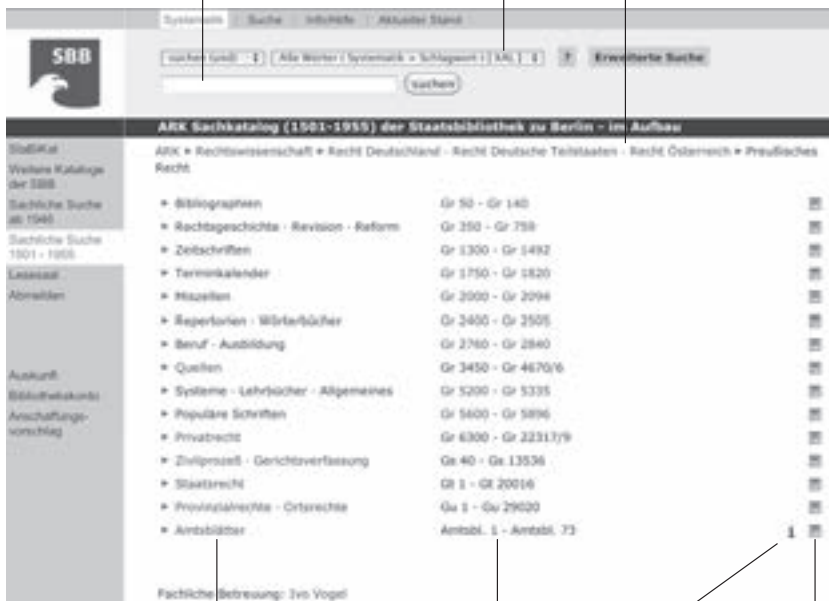 Systematik Suche Info/Hilfe Aktueller Stand
SBB
suchen (und) Alle Wörter (Systematik + Schlagwort) [XAL] ? Erweiterte Suche
suchen
ARK Sachkatalog (1501-1955) der Staatsbibliothek zu Berlin - im Aufbau
StaBiKat
Weitere Kataloge
der SBB
Sachliche Suche
ab 1946
Sachliche Suche
1501 - 1955
Lesesaal
Abmelden
Auskunft
Bibliothekskonto
Anschaffungs-
vorschlag
ARK » Rechtswissenschaft » Recht Deutschland - Recht Deutsche Teilstaaten - Recht Österreich » Preußisches
Recht
» Bibliographien Gr 50 - Gr 140
» Rechtsgeschichte - Revision - Reform Gr 350 - Gr 759
» Zeitschriften Gr 1300 - Gr 1492
» Terminkalender Gr 1750 - Gr 1820
» Miszellen Gr 2000 - Gr 2094
» Repertorien - Wörterbücher Gr 2400 - Gr 2505
» Beruf - Ausbildung Gr 2760 - Gr 2840
» Quellen Gr 3450 - Gr 4670/6
» Systeme - Lehrbücher - Allgemeines Gr 5200 - Gr 5335
» Populäre Schriften Gr 5600 - Gr 5896
» Privatrecht Gr 6300 - Gr 22317/9
» Zivilprozeß - Gerichtsverfassung Gs 40 - Gs 13536
» Staatsrecht Gt 1 - Gt 20016
» Provinzialrechte - Ortsrechte Gu 1 - Gu 29020
» Amtsblätter Amtsbl. 1 - Amtsbl. 73 i
Fachliche Betreuung: Ivo Vogel